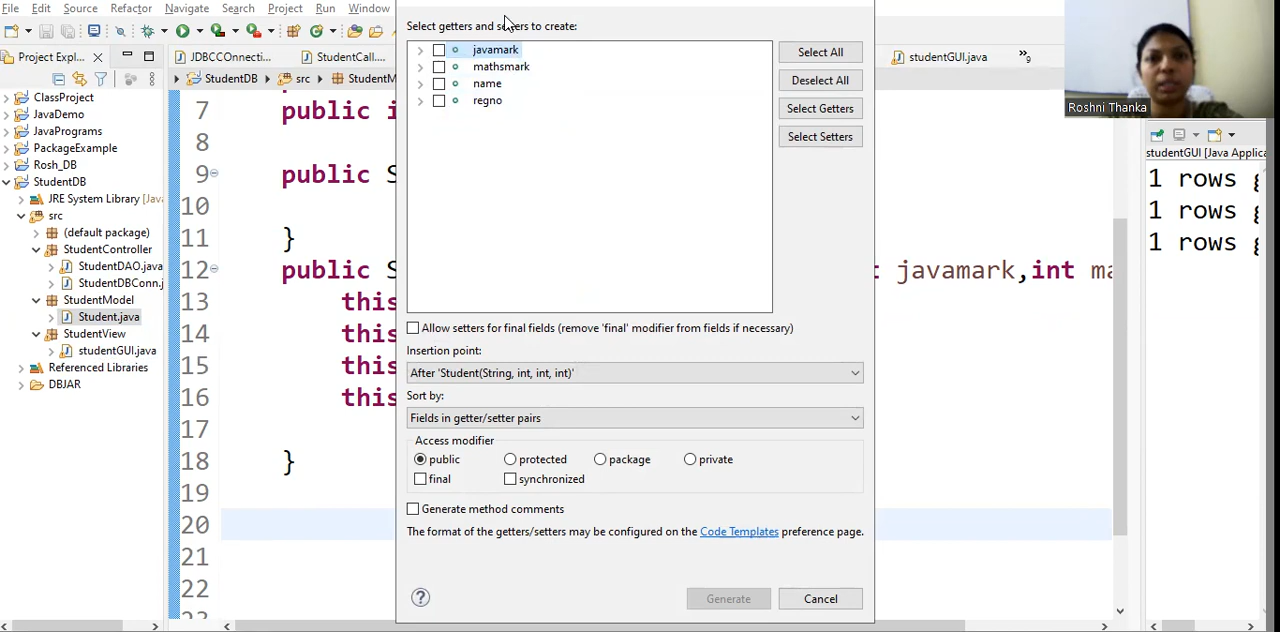 File Edit Source Refactor Navigate Search Project Run Window
Project Expl...
ClassProject
JavaDemo
JavaPrograms
PackageExample
Rosh_DB
StudentDB
JRE System Library [Java
src
(default package)
StudentController
StudentDAO.java
StudentDBConn.j
StudentModel
Student.java
StudentView
studentGUI.java
Referenced Libraries
DBJAR
JDBCCOnnecti... StudentCall...
studentGUI.java »9
StudentDB src StudentM
7 public i
8
9 public S
10
11 }
12 public S t javamark,int ma
13 this
14 this
15 this
16 this
17
18 }
19
20
21
22
23
Select getters and setters to create:
javamark
mathsmark
name
regno
Select All
Deselect All
Select Getters
Select Setters
Allow setters for final fields (remove 'final' modifier from fields if necessary)
Insertion point:
After 'Student(String, int, int, int)'
Sort by:
Fields in getter/setter pairs
Access modifier
public protected package private
final synchronized
Generate method comments
The format of the getters/setters may be configured on the Code Templates preference page.
Generate Cancel
Roshni Thanka
studentGUI [Java Applica
1 rows
1 rows
1 rows